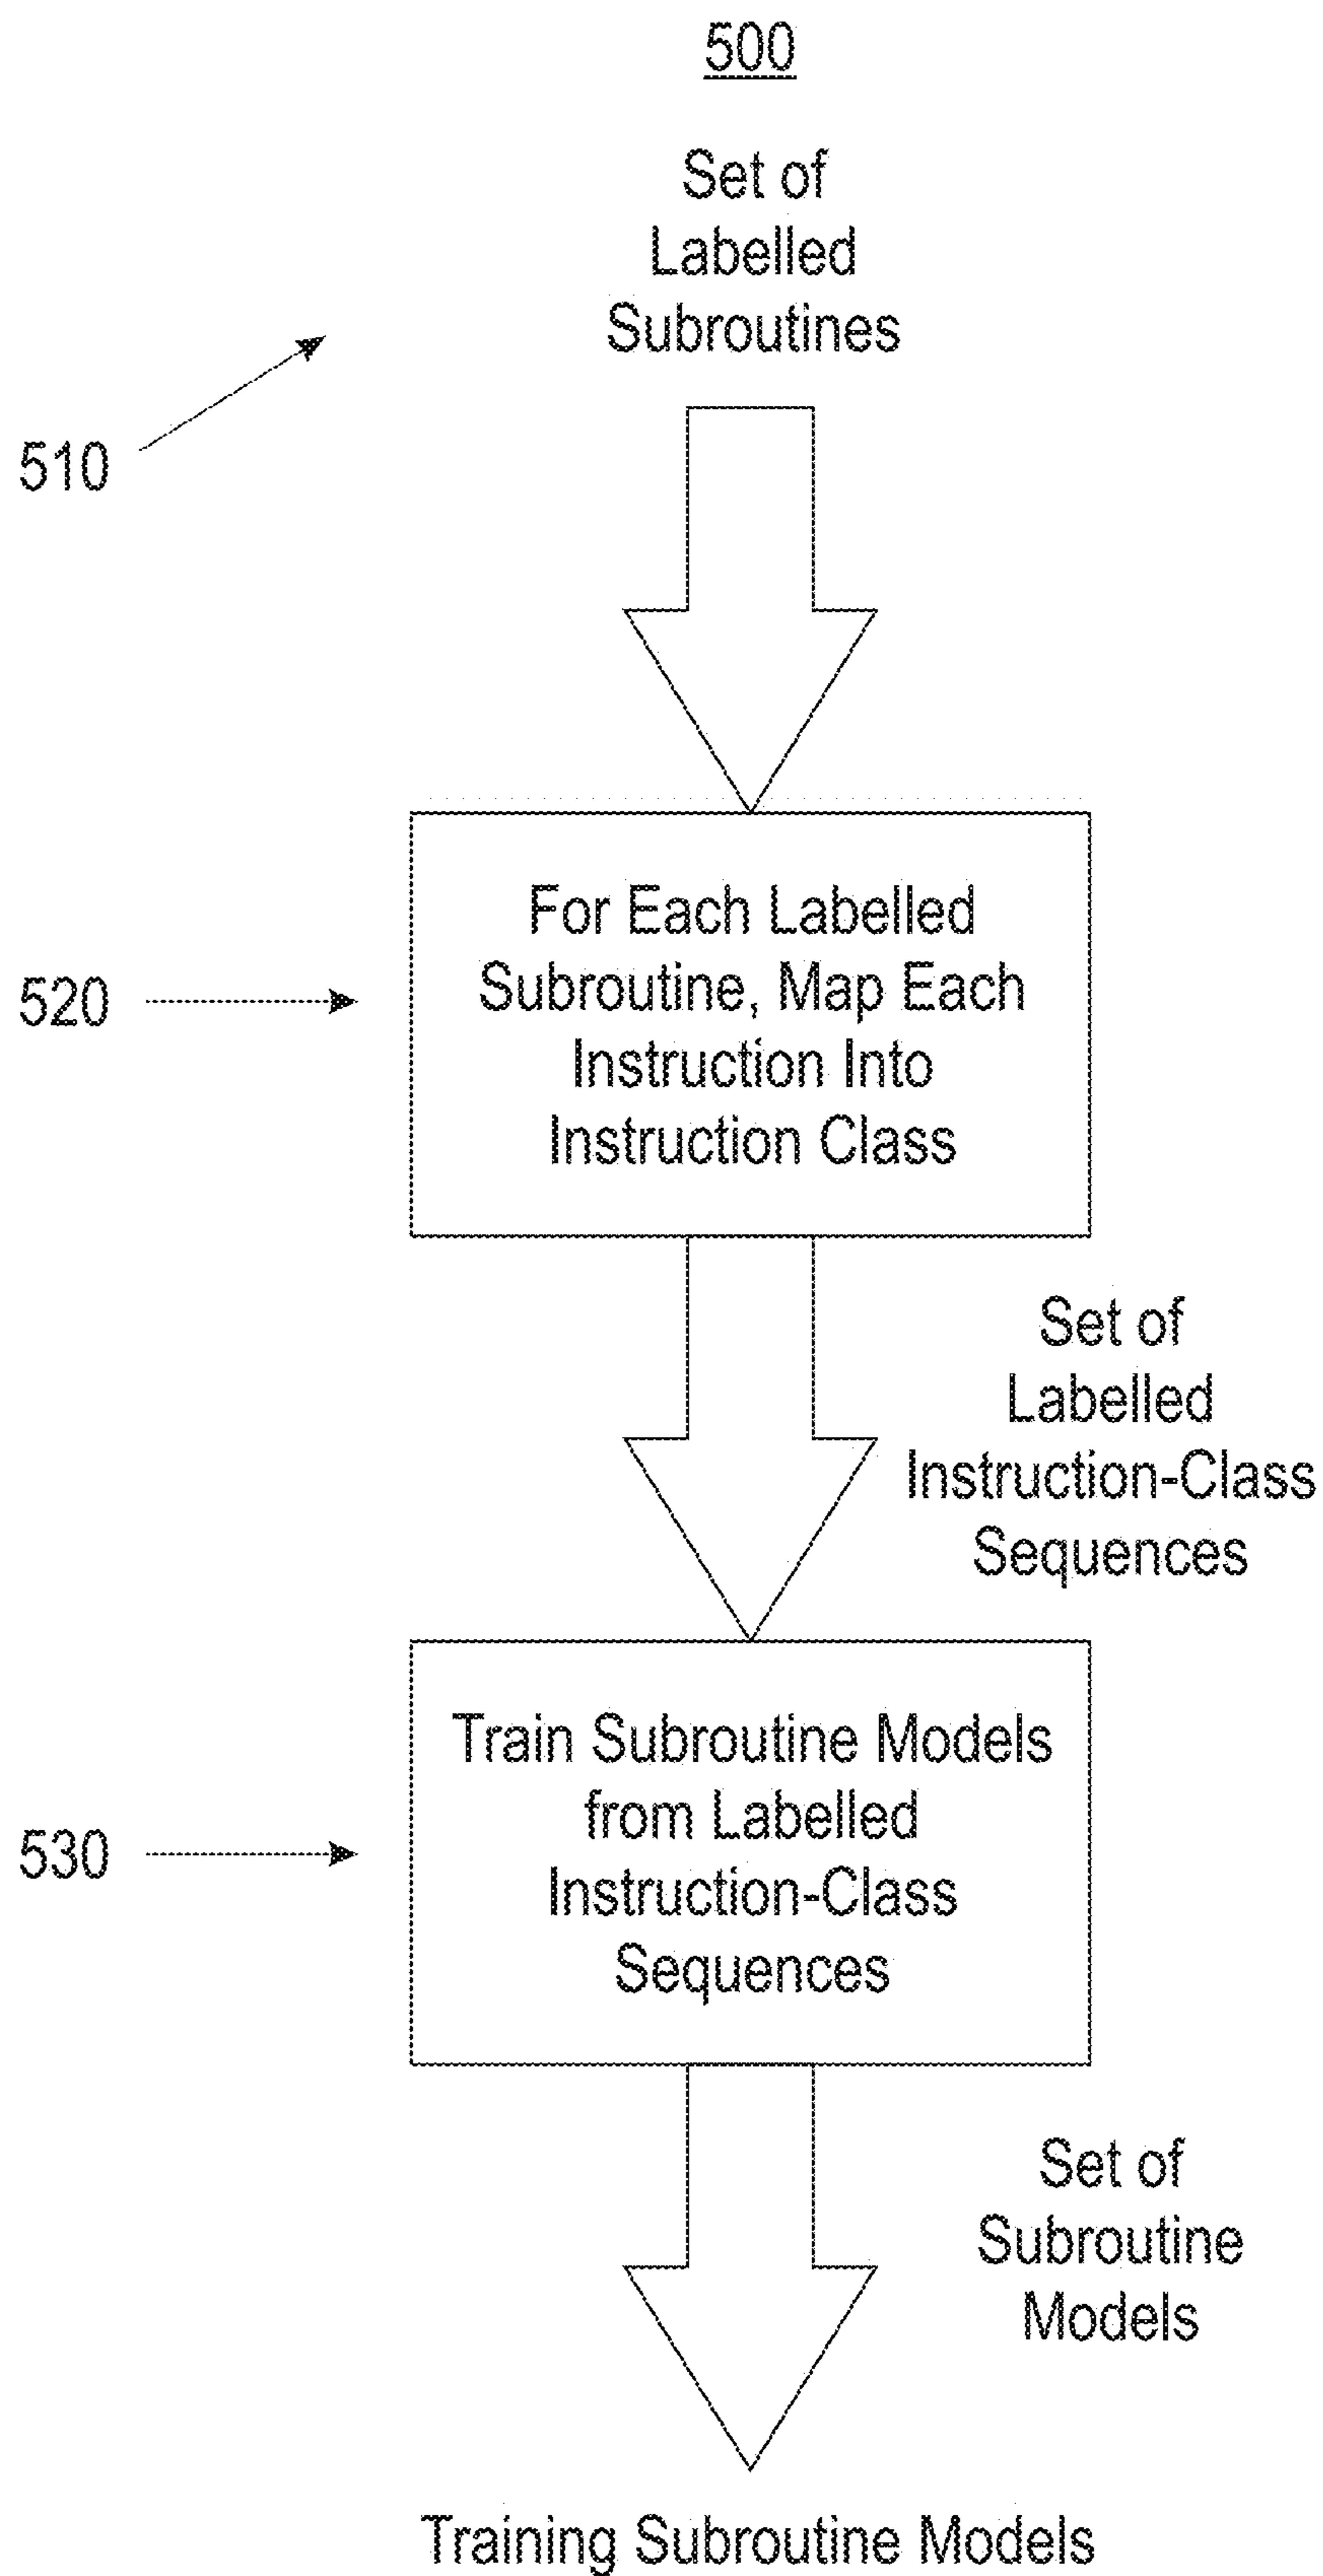 500
Set of
Labelled
Subroutines
510
For Each Labelled
Subroutine, Map Each
Instruction Into
Instruction Class
520
Set of
Labelled
Instruction-Class
Sequences
Train Subroutine Models
from Labelled
Instruction-Class
Sequences
530
Set of
Subroutine
Models
Training Subroutine Models